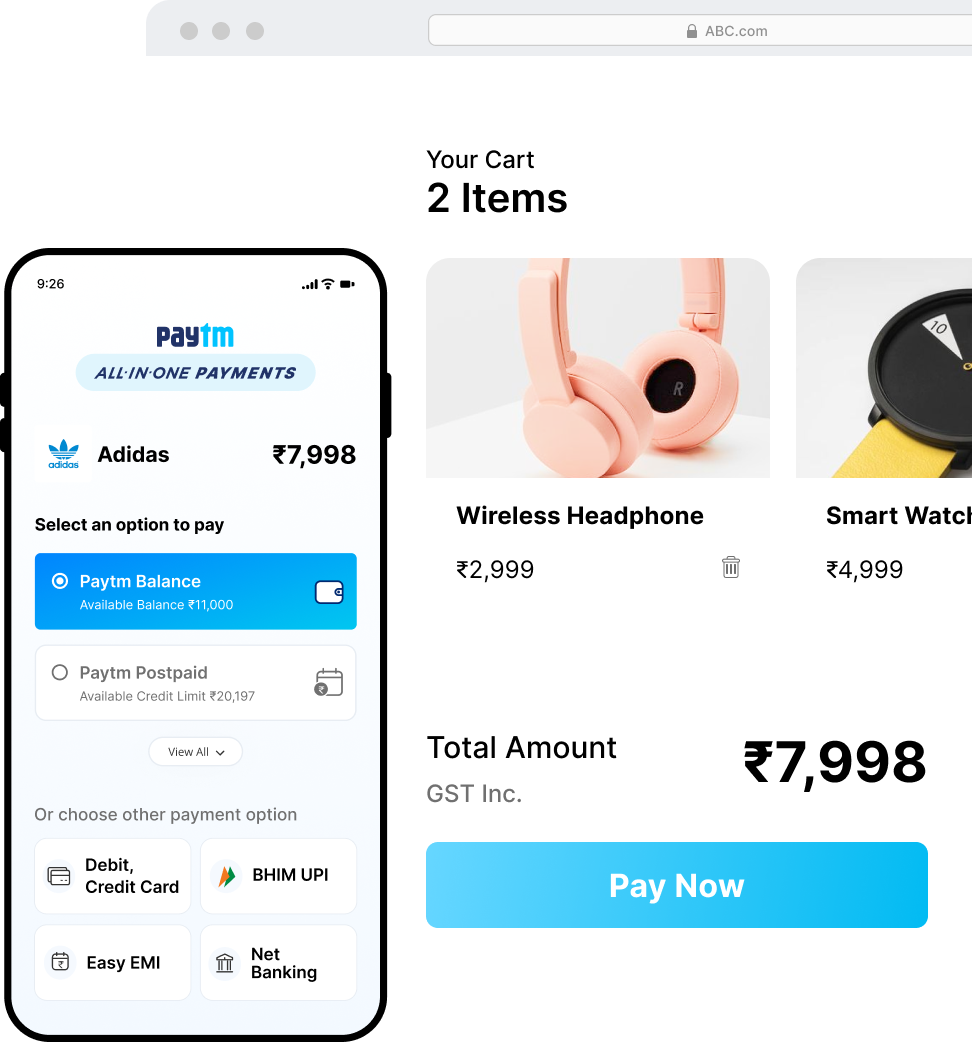 ABC.com
Your Cart
2 Items
R
10
Wireless Headphone
₹2,999
Smart Watch
₹4,999
Total Amount
₹7,998
GST Inc.
Pay Now
9:26
paytm
ALL·IN·ONE PAYMENTS
adidas
Adidas
₹7,998
Select an option to pay
Paytm Balance
Available Balance ₹11,000
Paytm Postpaid
Available Credit Limit ₹20,197
₹
View All
Or choose other payment option
Debit,
Credit Card
BHIM UPI
₹
Easy EMI
Net
Banking